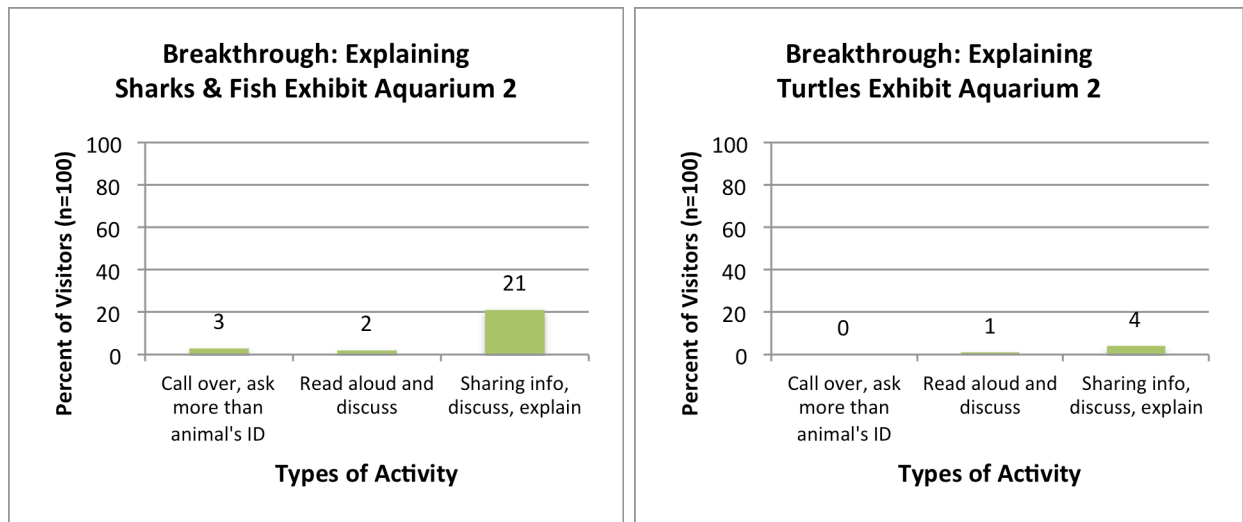 Breakthrough: Explaining
Sharks & Fish Exhibit Aquarium 2
Percent of Visitors (n=100)
100
80
60
40
20
0
3
2
21
Call over, ask
more than
animal's ID
Read aloud and
discuss
Sharing info,
discuss, explain
Types of Activity
Breakthrough: Explaining
Turtles Exhibit Aquarium 2
Percent of Visitors (n=100)
100
80
60
40
20
0
0
1
4
Call over, ask
more than
animal's ID
Read aloud and
discuss
Sharing info,
discuss, explain
Types of Activity